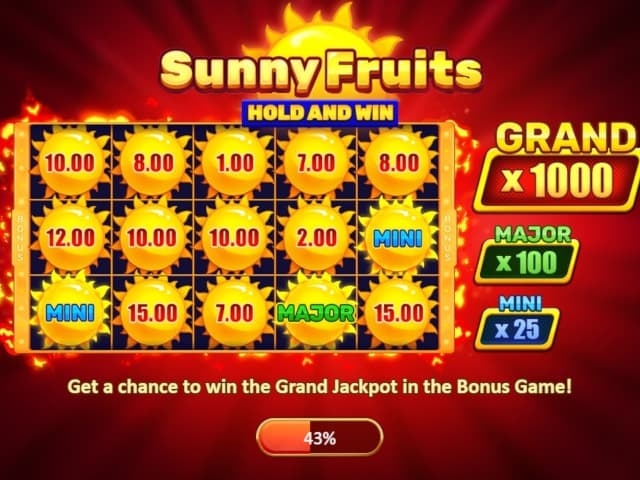 Sunny Fruits
HOLD AND WIN
GRAND
x 1000
MAJOR
x 100
MINI
x 25
BONUS
10.00 8.00 1.00 7.00 8.00
12.00 10.00 10.00 2.00 MINI
MINI 15.00 7.00 MAJOR 15.00
BONUS
Get a chance to win the Grand Jackpot in the Bonus Game!
43%